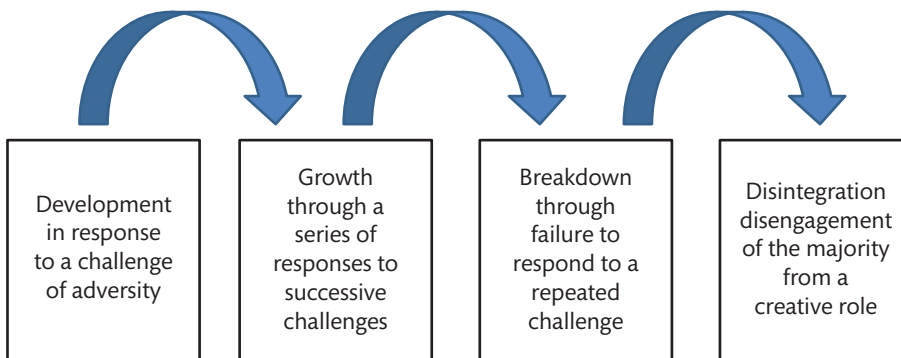 Development
in response
to a challenge
of adversity
Growth
through a
series of
responses to
successive
challenges
Breakdown
through
failure to
respond to a
repeated
challenge
Disintegration
disengagement
of the majority
from a
creative role